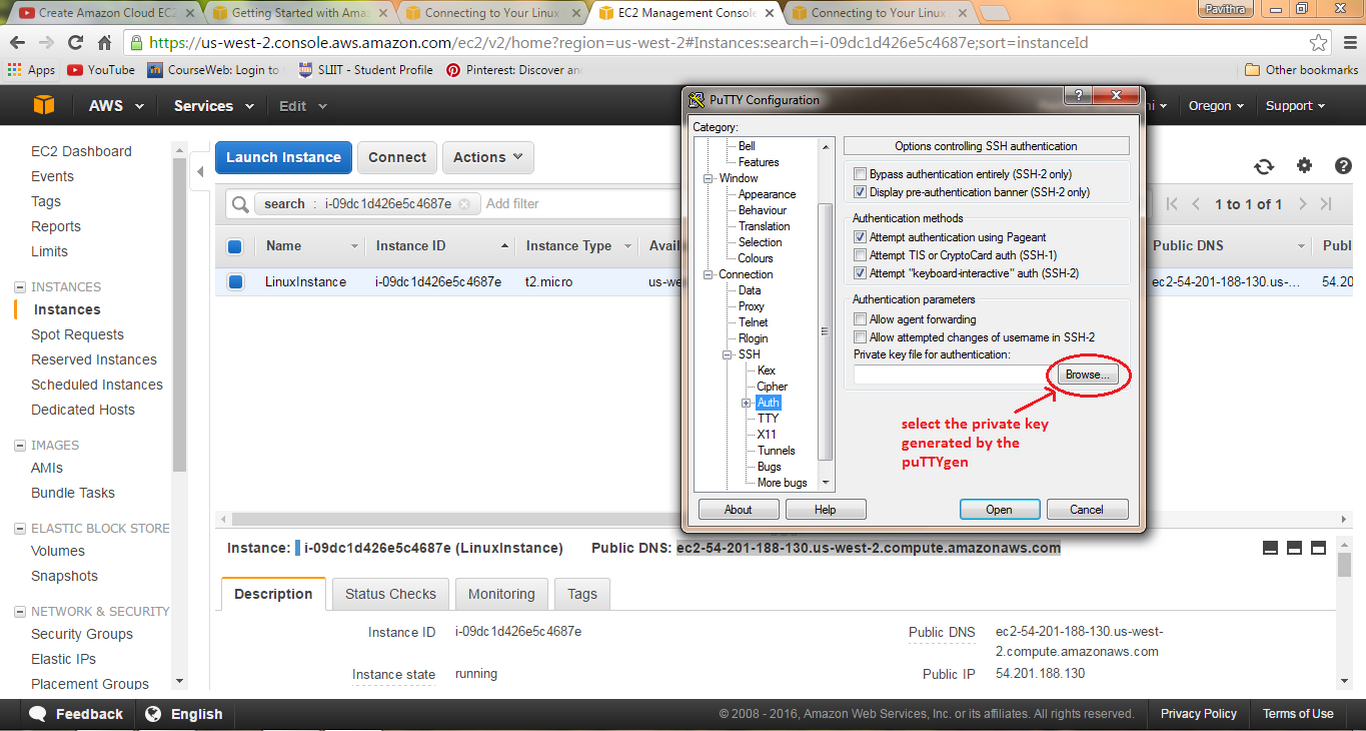 Create Amazon Cloud EC2
Getting Started with Amaz
Connecting to Your Linux
EC2 Management Console
Connecting to Your Linux
Pavithra
https://us-west-2.console.aws.amazon.com/ec2/v2/home?region=us-west-2#Instances:search=i-09dc1d426e5c4687e;sort=instanceId
Apps YouTube CourseWeb: Login to SLIIT - Student Profile Pinterest: Discover an Other bookmarks
AWS Services Edit Oregon Support
EC2 Dashboard
Events
Tags
Reports
Limits
INSTANCES
Instances
Spot Requests
Reserved Instances
Scheduled Instances
Dedicated Hosts
IMAGES
AMIs
Bundle Tasks
ELASTIC BLOCK STORE
Volumes
Snapshots
NETWORK & SECURITY
Security Groups
Elastic IPs
Placement Groups
Launch Instance Connect Actions
search : i-09dc1d426e5c4687e Add filter
1 to 1 of 1
Name Instance ID Instance Type Avail Public DNS Publ
LinuxInstance i-09dc1d426e5c4687e t2.micro us-we ec2-54-201-188-130.us-... 54.20
PuTTY Configuration
Category:
Bell
Features
Window
Appearance
Behaviour
Translation
Selection
Colours
Connection
Data
Proxy
Telnet
Rlogin
SSH
Kex
Cipher
Auth
TTY
X11
Tunnels
Bugs
More bugs
Options controlling SSH authentication
Bypass authentication entirely (SSH-2 only)
Display pre-authentication banner (SSH-2 only)
Authentication methods
Attempt authentication using Pageant
Attempt TIS or CryptoCard auth (SSH-1)
Attempt "keyboard-interactive" auth (SSH-2)
Authentication parameters
Allow agent forwarding
Allow attempted changes of username in SSH-2
Private key file for authentication:
Browse...
select the private key
generated by the
puTTYgen
About Help Open Cancel
Instance: i-09dc1d426e5c4687e (LinuxInstance) Public DNS: ec2-54-201-188-130.us-west-2.compute.amazonaws.com
Description Status Checks Monitoring Tags
Instance ID i-09dc1d426e5c4687e
Public DNS ec2-54-201-188-130.us-west-
2.compute.amazonaws.com
Instance state running
Public IP 54.201.188.130
Feedback English © 2008 - 2016, Amazon Web Services, Inc. or its affiliates. All rights reserved. Privacy Policy Terms of Use